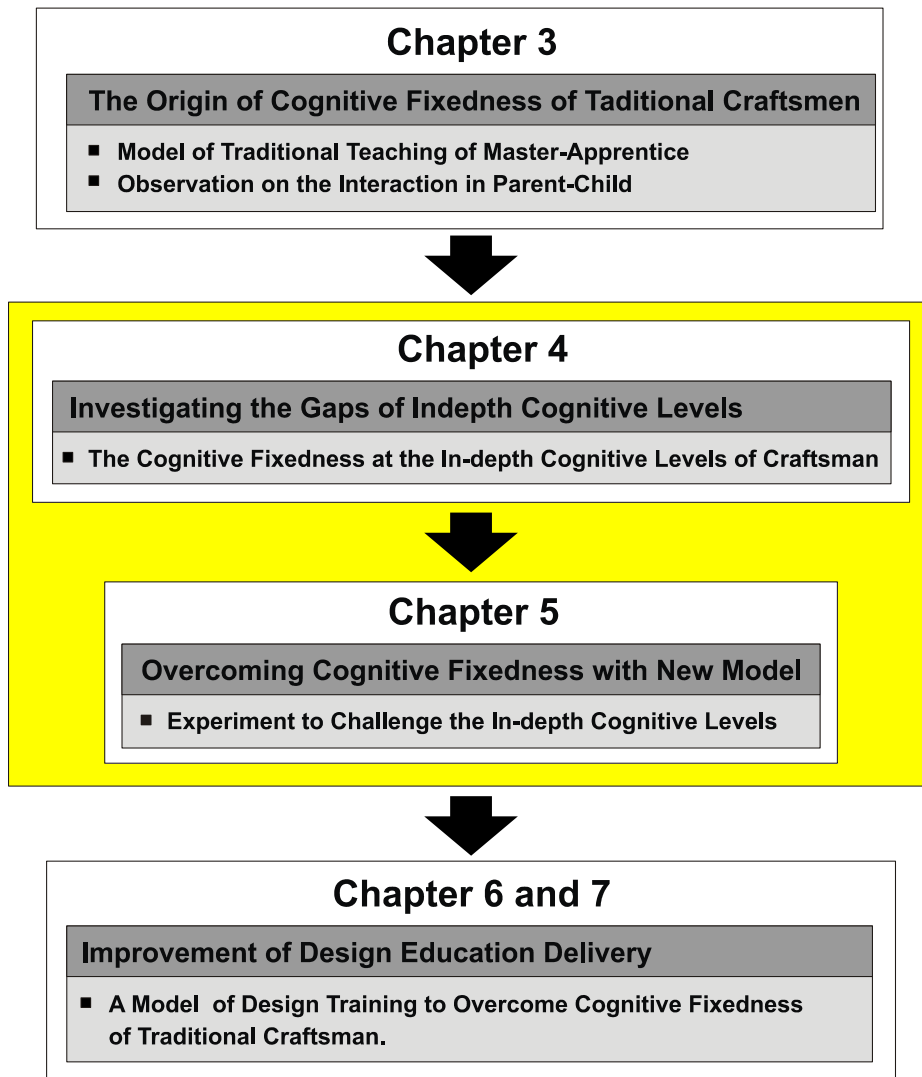 Chapter 3
The Origin of Cognitive Fixedness of Taditional Craftsmen
▪ Model of Traditional Teaching of Master-Apprentice
▪ Observation on the Interaction in Parent-Child
Chapter 4
Investigating the Gaps of Indepth Cognitive Levels
▪ The Cognitive Fixedness at the In-depth Cognitive Levels of Craftsman
Chapter 5
Overcoming Cognitive Fixedness with New Model
▪ Experiment to Challenge the In-depth Cognitive Levels
Chapter 6 and 7
Improvement of Design Education Delivery
▪ A Model of Design Training to Overcome Cognitive Fixedness
of Traditional Craftsman.